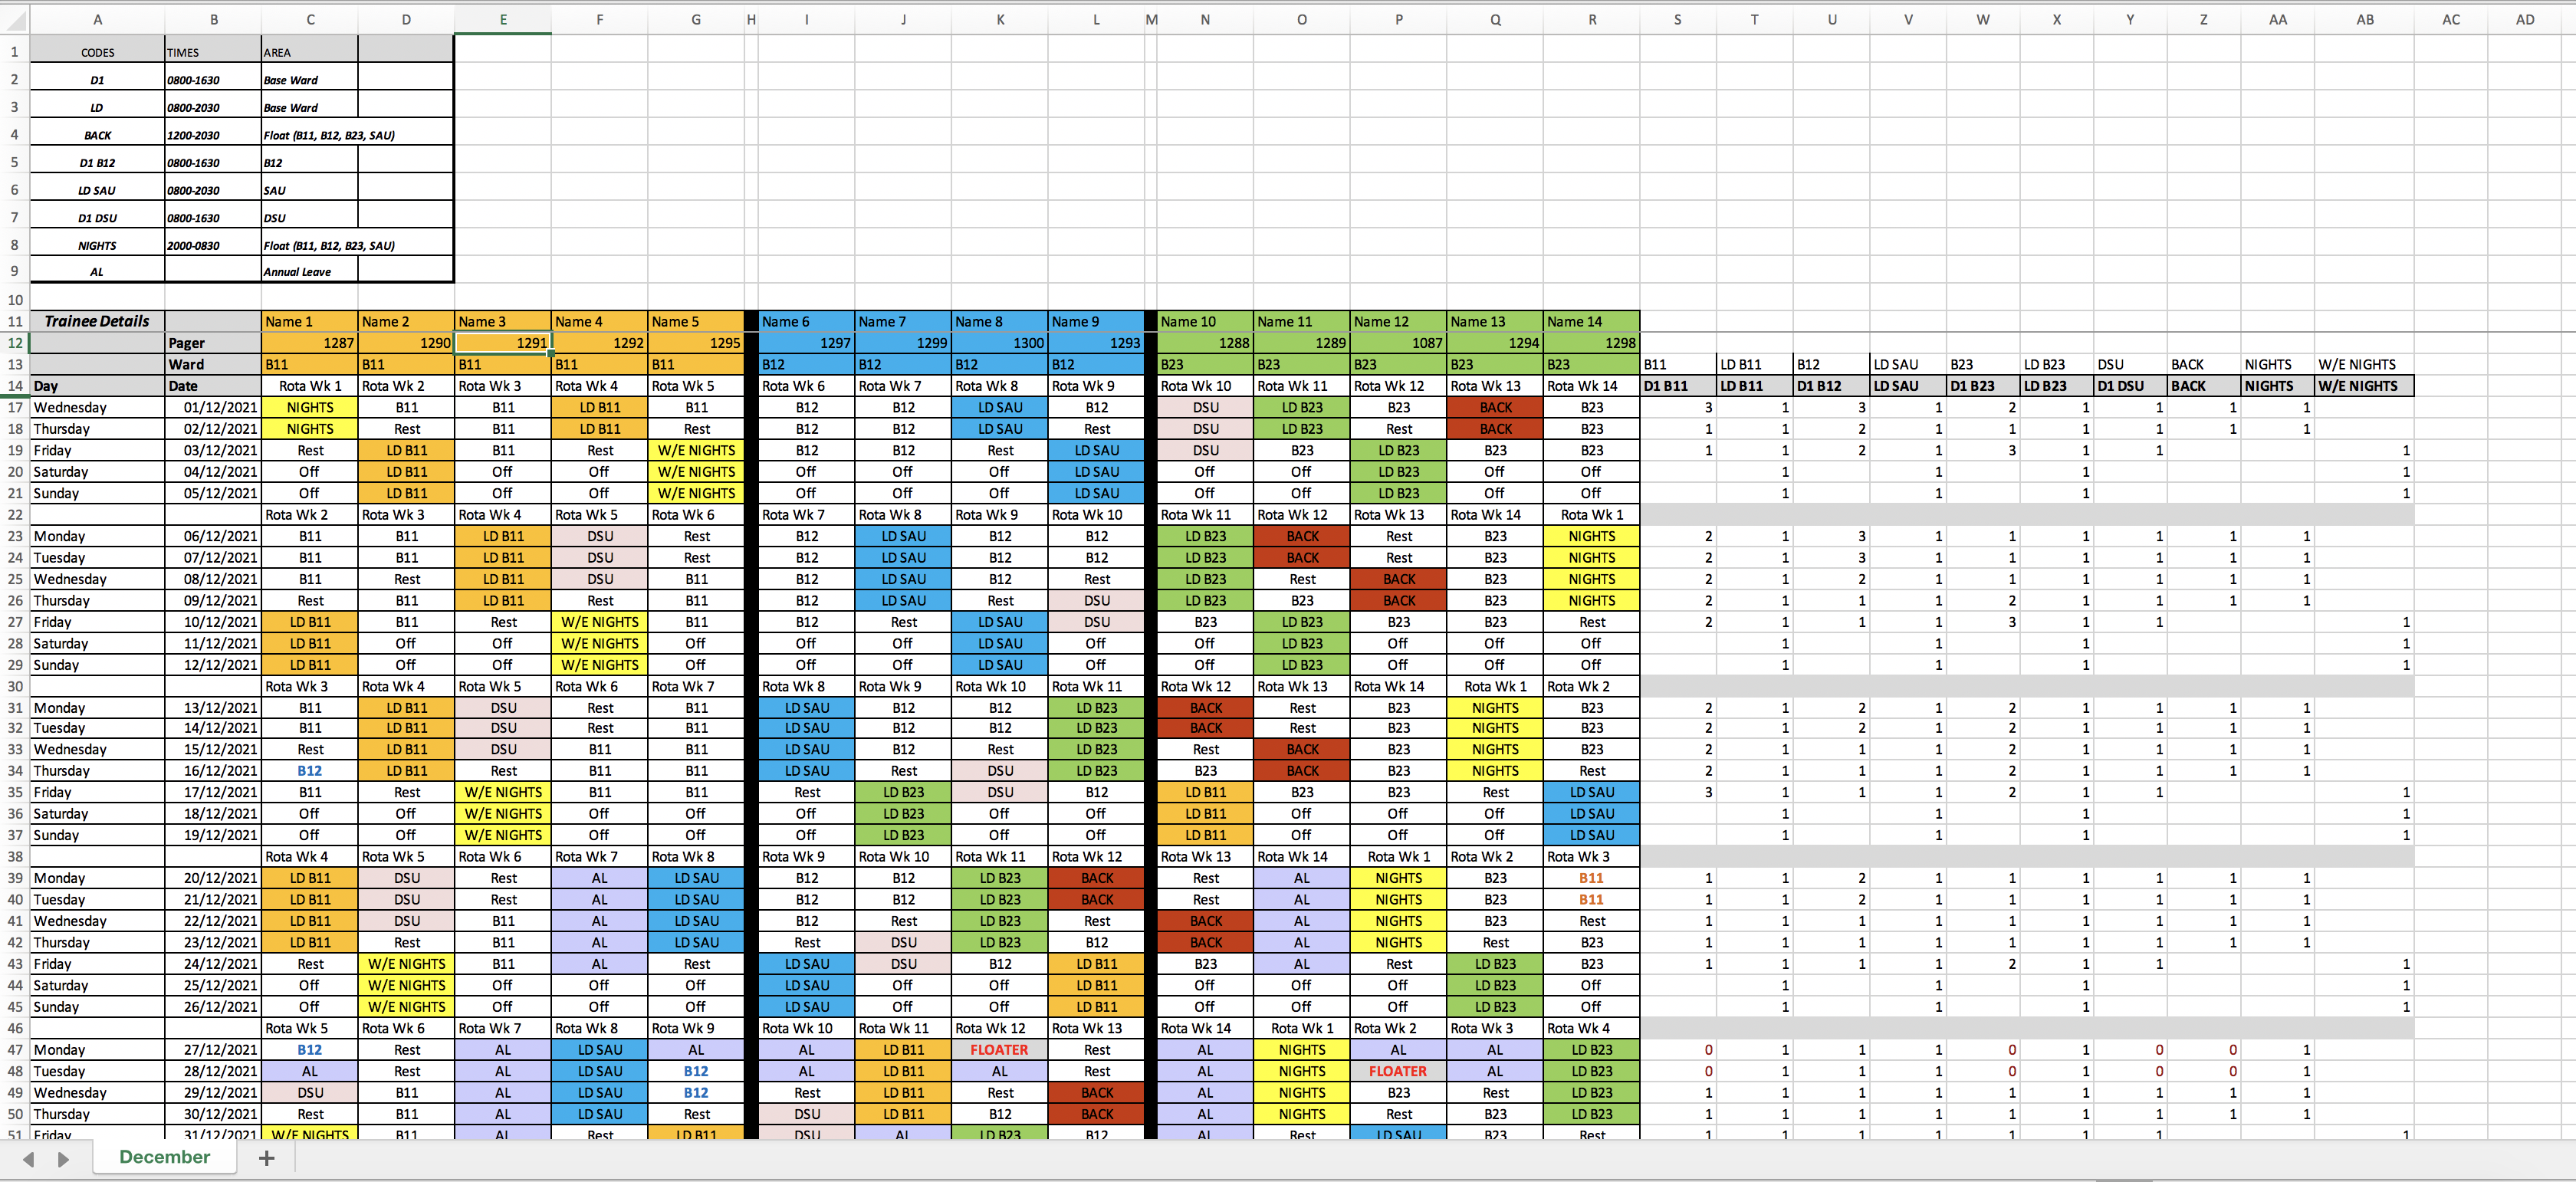 A B C D E F G H I J K L M N O P Q R S T U V W X Y Z AA AB AC AD
1 CODES TIMES AREA
2 D1 0800-1630 Base Ward
3 LD 0800-2030 Base Ward
4 BACK 1200-2030 Float (B11, B12, B23, SAU)
5 D1 B12 0800-1630 B12
6 LD SAU 0800-2030 SAU
7 D1 DSU 0800-1630 DSU
8 NIGHTS 2000-0830 Float (B11, B12, B23, SAU)
9 AL Annual Leave
10
11 Trainee Details Name 1 Name 2 Name 3 Name 4 Name 5 Name 6 Name 7 Name 8 Name 9 Name 10 Name 11 Name 12 Name 13 Name 14
12 Pager 1287 1290 1291 1292 1295 1297 1299 1300 1293 1288 1289 1087 1294 1298
13 Ward B11 B11 B11 B11 B11 B12 B12 B12 B12 B23 B23 B23 B23 B23 B11 LD B11 B12 LD SAU B23 LD B23 DSU BACK NIGHTS W/E NIGHTS
14 Day Date Rota Wk 1 Rota Wk 2 Rota Wk 3 Rota Wk 4 Rota Wk 5 Rota Wk 6 Rota Wk 7 Rota Wk 8 Rota Wk 9 Rota Wk 10 Rota Wk 11 Rota Wk 12 Rota Wk 13 Rota Wk 14 D1 B11 LD B11 D1 B12 LD SAU D1 B23 LD B23 D1 DSU BACK NIGHTS W/E NIGHTS
17 Wednesday 01/12/2021 NIGHTS B11 B11 LD B11 B11 B12 B12 LD SAU B12 DSU LD B23 B23 BACK B23 3 1 3 1 2 1 1 1 1
18 Thursday 02/12/2021 NIGHTS Rest B11 LD B11 Rest B12 B12 LD SAU Rest DSU LD B23 Rest BACK B23 1 1 2 1 1 1 1 1 1
19 Friday 03/12/2021 Rest LD B11 B11 Rest W/E NIGHTS B12 B12 Rest LD SAU DSU B23 LD B23 B23 B23 1 1 2 1 3 1 1 1
20 Saturday 04/12/2021 Off LD B11 Off Off W/E NIGHTS Off Off Off LD SAU Off Off LD B23 Off Off 1 1 1 1
21 Sunday 05/12/2021 Off LD B11 Off Off W/E NIGHTS Off Off Off LD SAU Off Off LD B23 Off Off 1 1 1 1
22 Rota Wk 2 Rota Wk 3 Rota Wk 4 Rota Wk 5 Rota Wk 6 Rota Wk 7 Rota Wk 8 Rota Wk 9 Rota Wk 10 Rota Wk 11 Rota Wk 12 Rota Wk 13 Rota Wk 14 Rota Wk 1
23 Monday 06/12/2021 B11 B11 LD B11 DSU Rest B12 LD SAU B12 B12 LD B23 BACK Rest B23 NIGHTS 2 1 3 1 1 1 1 1 1
24 Tuesday 07/12/2021 B11 B11 LD B11 DSU Rest B12 LD SAU B12 B12 LD B23 BACK Rest B23 NIGHTS 2 1 3 1 1 1 1 1 1
25 Wednesday 08/12/2021 B11 Rest LD B11 DSU B11 B12 LD SAU B12 Rest LD B23 Rest BACK B23 NIGHTS 2 1 2 1 1 1 1 1 1
26 Thursday 09/12/2021 Rest B11 LD B11 Rest B11 B12 LD SAU Rest DSU LD B23 B23 BACK B23 NIGHTS 2 1 1 1 2 1 1 1 1
27 Friday 10/12/2021 LD B11 B11 Rest W/E NIGHTS B11 B12 Rest LD SAU DSU B23 LD B23 B23 B23 Rest 2 1 1 1 3 1 1 1
28 Saturday 11/12/2021 LD B11 Off Off W/E NIGHTS Off Off Off LD SAU Off Off LD B23 Off Off Off 1 1 1 1
29 Sunday 12/12/2021 LD B11 Off Off W/E NIGHTS Off Off Off LD SAU Off Off LD B23 Off Off Off 1 1 1 1
30 Rota Wk 3 Rota Wk 4 Rota Wk 5 Rota Wk 6 Rota Wk 7 Rota Wk 8 Rota Wk 9 Rota Wk 10 Rota Wk 11 Rota Wk 12 Rota Wk 13 Rota Wk 14 Rota Wk 1 Rota Wk 2
31 Monday 13/12/2021 B11 LD B11 DSU Rest B11 LD SAU B12 B12 LD B23 BACK Rest B23 NIGHTS B23 2 1 2 1 2 1 1 1 1
32 Tuesday 14/12/2021 B11 LD B11 DSU Rest B11 LD SAU B12 B12 LD B23 BACK Rest B23 NIGHTS B23 2 1 2 1 2 1 1 1 1
33 Wednesday 15/12/2021 Rest LD B11 DSU B11 B11 LD SAU B12 Rest LD B23 Rest BACK B23 NIGHTS B23 2 1 1 1 2 1 1 1 1
34 Thursday 16/12/2021 B12 LD B11 Rest B11 B11 LD SAU Rest DSU LD B23 B23 BACK B23 NIGHTS Rest 2 1 1 1 2 1 1 1 1
35 Friday 17/12/2021 B11 Rest W/E NIGHTS B11 B11 Rest LD B23 DSU B12 LD B11 B23 B23 Rest LD SAU 3 1 1 1 2 1 1 1
36 Saturday 18/12/2021 Off Off W/E NIGHTS Off Off Off LD B23 Off Off LD B11 Off Off Off LD SAU 1 1 1 1
37 Sunday 19/12/2021 Off Off W/E NIGHTS Off Off Off LD B23 Off Off LD B11 Off Off Off LD SAU 1 1 1 1
38 Rota Wk 4 Rota Wk 5 Rota Wk 6 Rota Wk 7 Rota Wk 8 Rota Wk 9 Rota Wk 10 Rota Wk 11 Rota Wk 12 Rota Wk 13 Rota Wk 14 Rota Wk 1 Rota Wk 2 Rota Wk 3
39 Monday 20/12/2021 LD B11 DSU Rest AL LD SAU B12 B12 LD B23 BACK Rest AL NIGHTS B23 B11 1 1 2 1 1 1 1 1 1
40 Tuesday 21/12/2021 LD B11 DSU Rest AL LD SAU B12 B12 LD B23 BACK Rest AL NIGHTS B23 B11 1 1 2 1 1 1 1 1 1
41 Wednesday 22/12/2021 LD B11 DSU B11 AL LD SAU B12 Rest LD B23 Rest BACK AL NIGHTS B23 Rest 1 1 1 1 1 1 1 1 1
42 Thursday 23/12/2021 LD B11 Rest B11 AL LD SAU Rest DSU LD B23 B12 BACK AL NIGHTS Rest B23 1 1 1 1 1 1 1 1 1
43 Friday 24/12/2021 Rest W/E NIGHTS B11 AL Rest LD SAU DSU B12 LD B11 B23 AL Rest LD B23 B23 1 1 1 1 2 1 1 1
44 Saturday 25/12/2021 Off W/E NIGHTS Off Off Off LD SAU Off Off LD B11 Off Off Off LD B23 Off 1 1 1 1
45 Sunday 26/12/2021 Off W/E NIGHTS Off Off Off LD SAU Off Off LD B11 Off Off Off LD B23 Off 1 1 1 1
46 Rota Wk 5 Rota Wk 6 Rota Wk 7 Rota Wk 8 Rota Wk 9 Rota Wk 10 Rota Wk 11 Rota Wk 12 Rota Wk 13 Rota Wk 14 Rota Wk 1 Rota Wk 2 Rota Wk 3 Rota Wk 4
47 Monday 27/12/2021 B12 Rest AL LD SAU AL AL LD B11 FLOATER Rest AL NIGHTS AL AL LD B23 0 1 1 1 0 1 0 0 1
48 Tuesday 28/12/2021 AL Rest AL LD SAU B12 AL LD B11 AL Rest AL NIGHTS FLOATER AL LD B23 0 1 1 1 0 1 0 0 1
49 Wednesday 29/12/2021 DSU B11 AL LD SAU B12 Rest LD B11 Rest BACK AL NIGHTS B23 Rest LD B23 1 1 1 1 1 1 1 1 1
50 Thursday 30/12/2021 Rest B11 AL LD SAU Rest DSU LD B11 B12 BACK AL NIGHTS Rest B23 LD B23 1 1 1 1 1 1 1 1 1
51 Friday 31/12/2021 W/E NIGHTS B11 AL Rest LD B11 DSU AL LD B23 B12 AL Rest LD SAU B23 Rest 1 1 1 1 1 1 1 1
December +